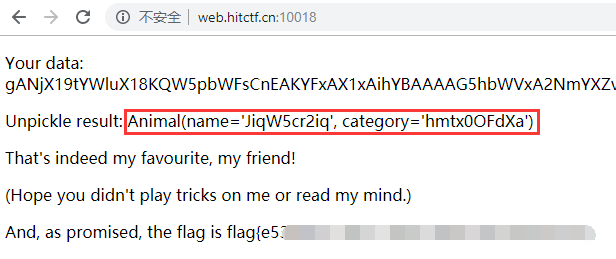 不安全 | web.hitctf.cn:10018
Your data:
gANjX19tYWluX18KQW5pbWFsCnEAKYFxAX1xAihYBAAAAG5hbWVxA2NmYXZv
Unpickle result: Animal(name='JiqW5cr2iq', category='hmtx0OFdXa')
That's indeed my favourite, my friend!
(Hope you didn't play tricks on me or read my mind.)
And, as promised, the flag is flag{e53